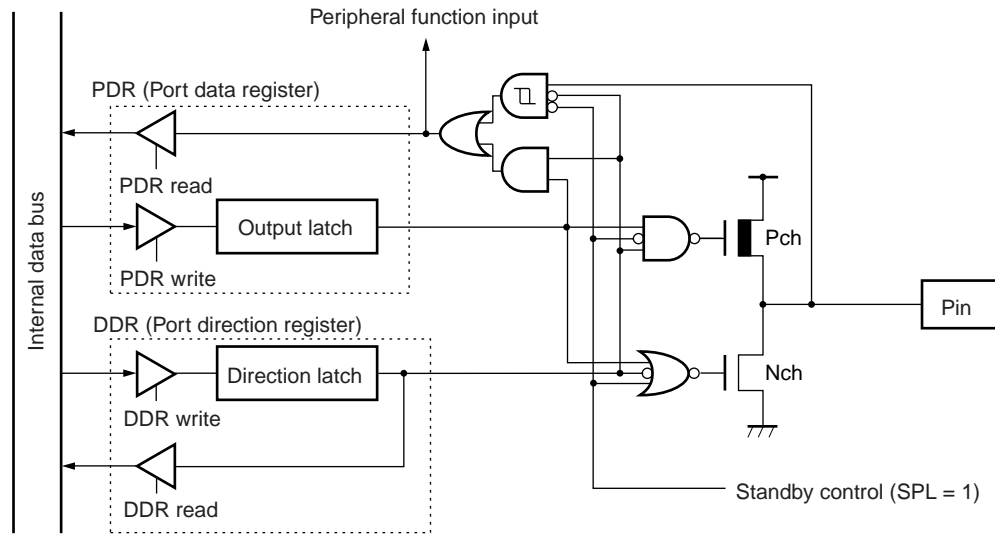 Peripheral function input
PDR (Port data register)
PDR read
Output latch
PDR write
Internal data bus
Pch
Pin
DDR (Port direction register)
Direction latch
DDR write
Nch
DDR read
Standby control (SPL = 1)